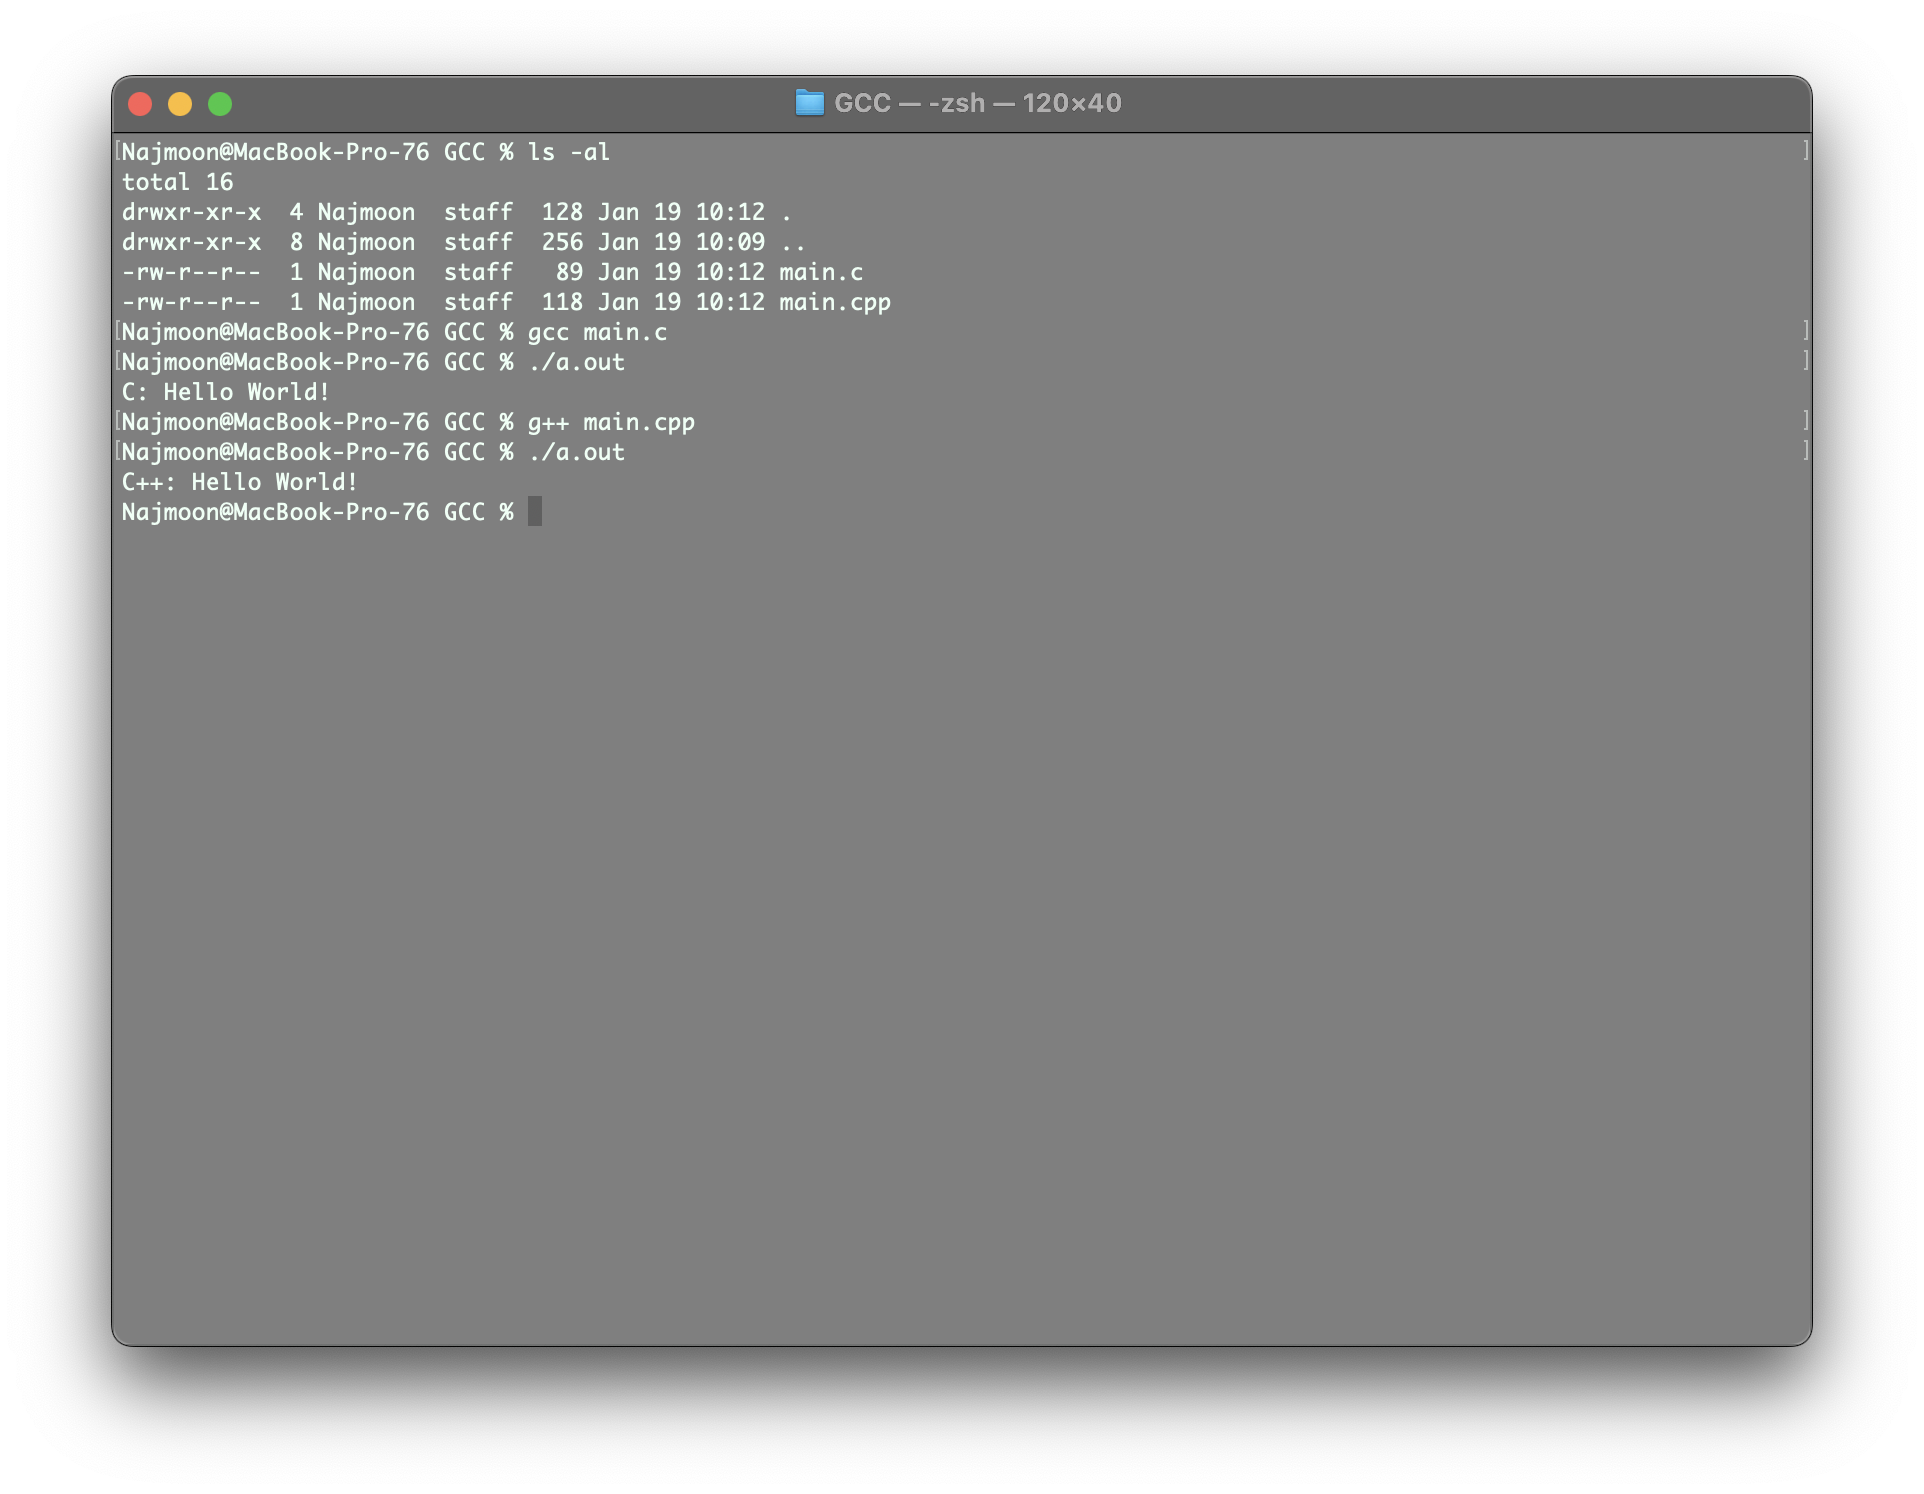 GCC — -zsh — 120×40
Najmoon@MacBook-Pro-76 GCC % ls -al
total 16
drwxr-xr-x  4 Najmoon  staff  128 Jan 19 10:12 .
drwxr-xr-x  8 Najmoon  staff  256 Jan 19 10:09 ..
-rw-r--r--  1 Najmoon  staff   89 Jan 19 10:12 main.c
-rw-r--r--  1 Najmoon  staff  118 Jan 19 10:12 main.cpp
Najmoon@MacBook-Pro-76 GCC % gcc main.c
Najmoon@MacBook-Pro-76 GCC % ./a.out
C: Hello World!
Najmoon@MacBook-Pro-76 GCC % g++ main.cpp
Najmoon@MacBook-Pro-76 GCC % ./a.out
C++: Hello World!
Najmoon@MacBook-Pro-76 GCC %